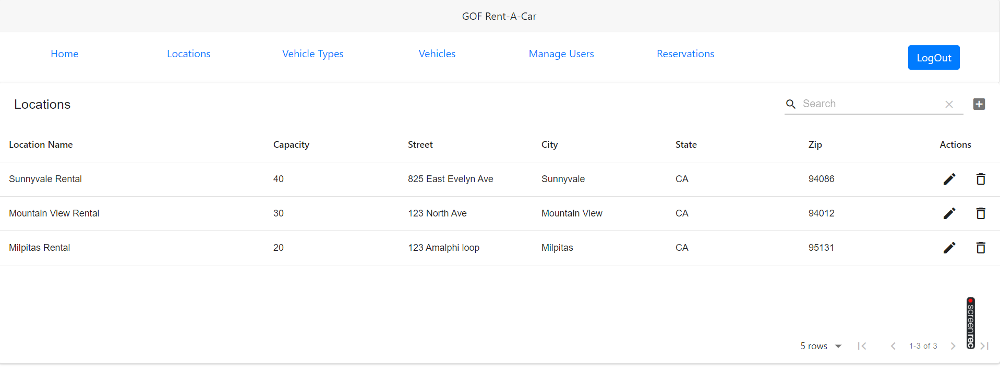 GOF Rent-A-Car
Home Locations Vehicle Types Vehicles Manage Users Reservations LogOut
Locations Search
Location Name Capacity Street City State Zip Actions
Sunnyvale Rental 40 825 East Evelyn Ave Sunnyvale CA 94086
Mountain View Rental 30 123 North Ave Mountain View CA 94012
Milpitas Rental 20 123 Amalphi loop Milpitas CA 95131
screenrec
5 rows 1-3 of 3